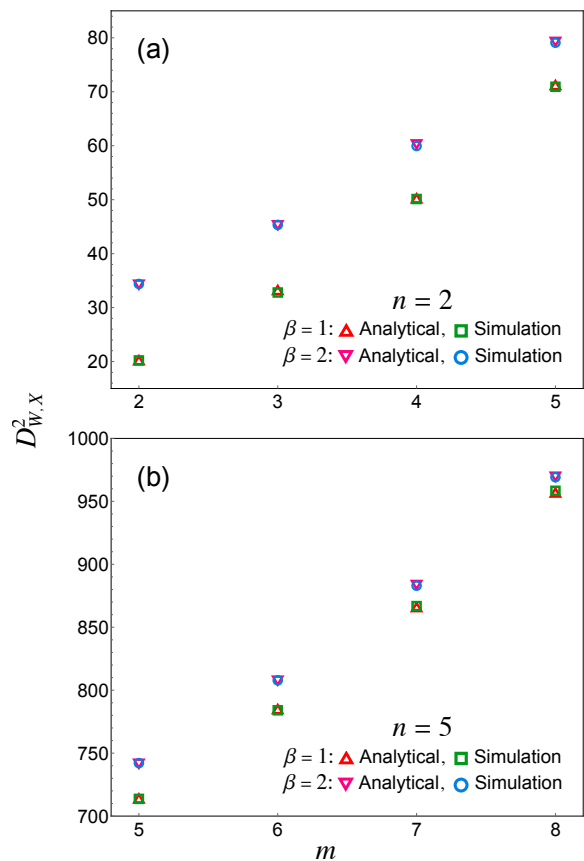 (a)
80
70
60
50
40
30
20
n = 2
β = 1: Analytical, Simulation
β = 2: Analytical, Simulation
2 3 4 5
D²W,X
(b)
1000
950
900
850
800
750
700
n = 5
β = 1: Analytical, Simulation
β = 2: Analytical, Simulation
5 6 7 8
m